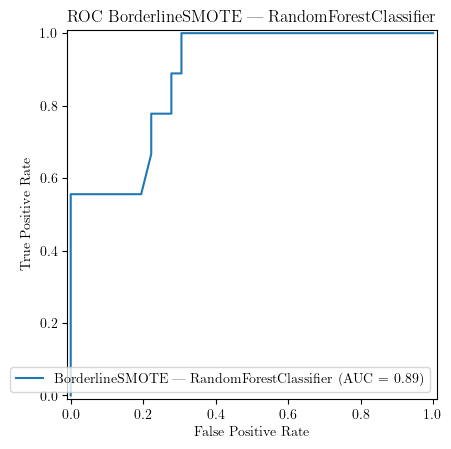 ROC BorderlineSMOTE — RandomForestClassifier
1.0
0.8
0.6
0.4
0.2
0.0
True Positive Rate
BorderlineSMOTE — RandomForestClassifier (AUC = 0.89)
0.0 0.2 0.4 0.6 0.8 1.0
False Positive Rate